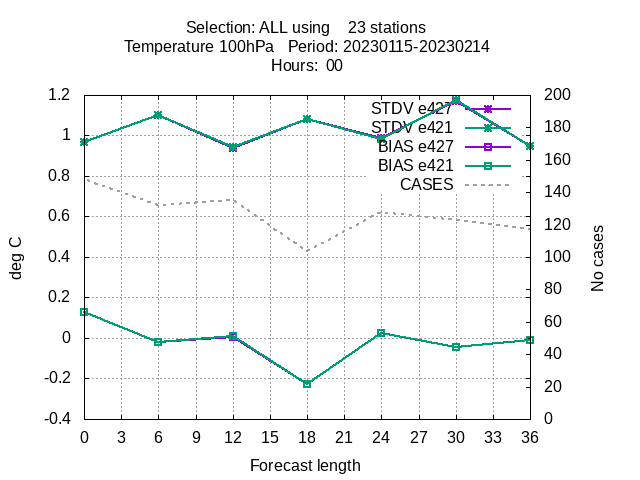 Selection: ALL using 23 stations
Temperature 100hPa Period: 20230115-20230214
Hours: 00
STDV e427
STDV e421
BIAS e427
BIAS e421
CASES
1.2
1
0.8
0.6
0.4
0.2
0
-0.2
-0.4
deg C
200
180
160
140
120
100
80
60
40
20
0
No cases
0 3 6 9 12 15 18 21 24 27 30 33 36
Forecast length